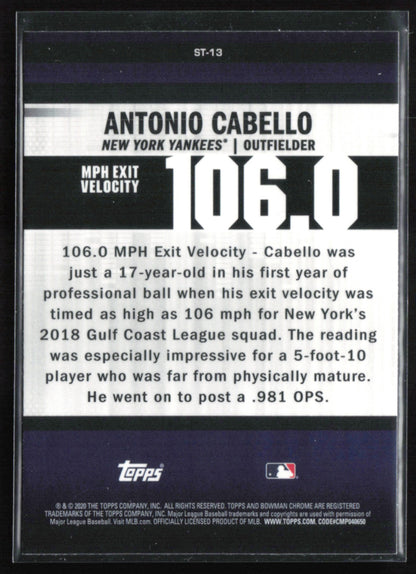 ST-13
ANTONIO CABELLO
NEW YORK YANKEES® | OUTFIELDER
MPH EXIT
VELOCITY
106.0
106.0 MPH Exit Velocity - Cabello was
just a 17-year-old in his first year of
professional ball when his exit velocity was
timed as high as 106 mph for New York's
2018 Gulf Coast League squad. The reading
was especially impressive for a 5-foot-10
player who was far from physically mature.
He went on to post a .981 OPS.
topps
® & © 2020 THE TOPPS COMPANY, INC. ALL RIGHTS RESERVED. TOPPS AND BOWMAN CHROME ARE REGISTERED
TRADEMARKS OF THE TOPPS COMPANY, INC. Major League Baseball trademarks and copyrights are used with permission of
Major League Baseball. Visit MLB.com. OFFICIALLY LICENSED PRODUCT OF MLB. WWW.TOPPS.COM. CODE#CMP040650